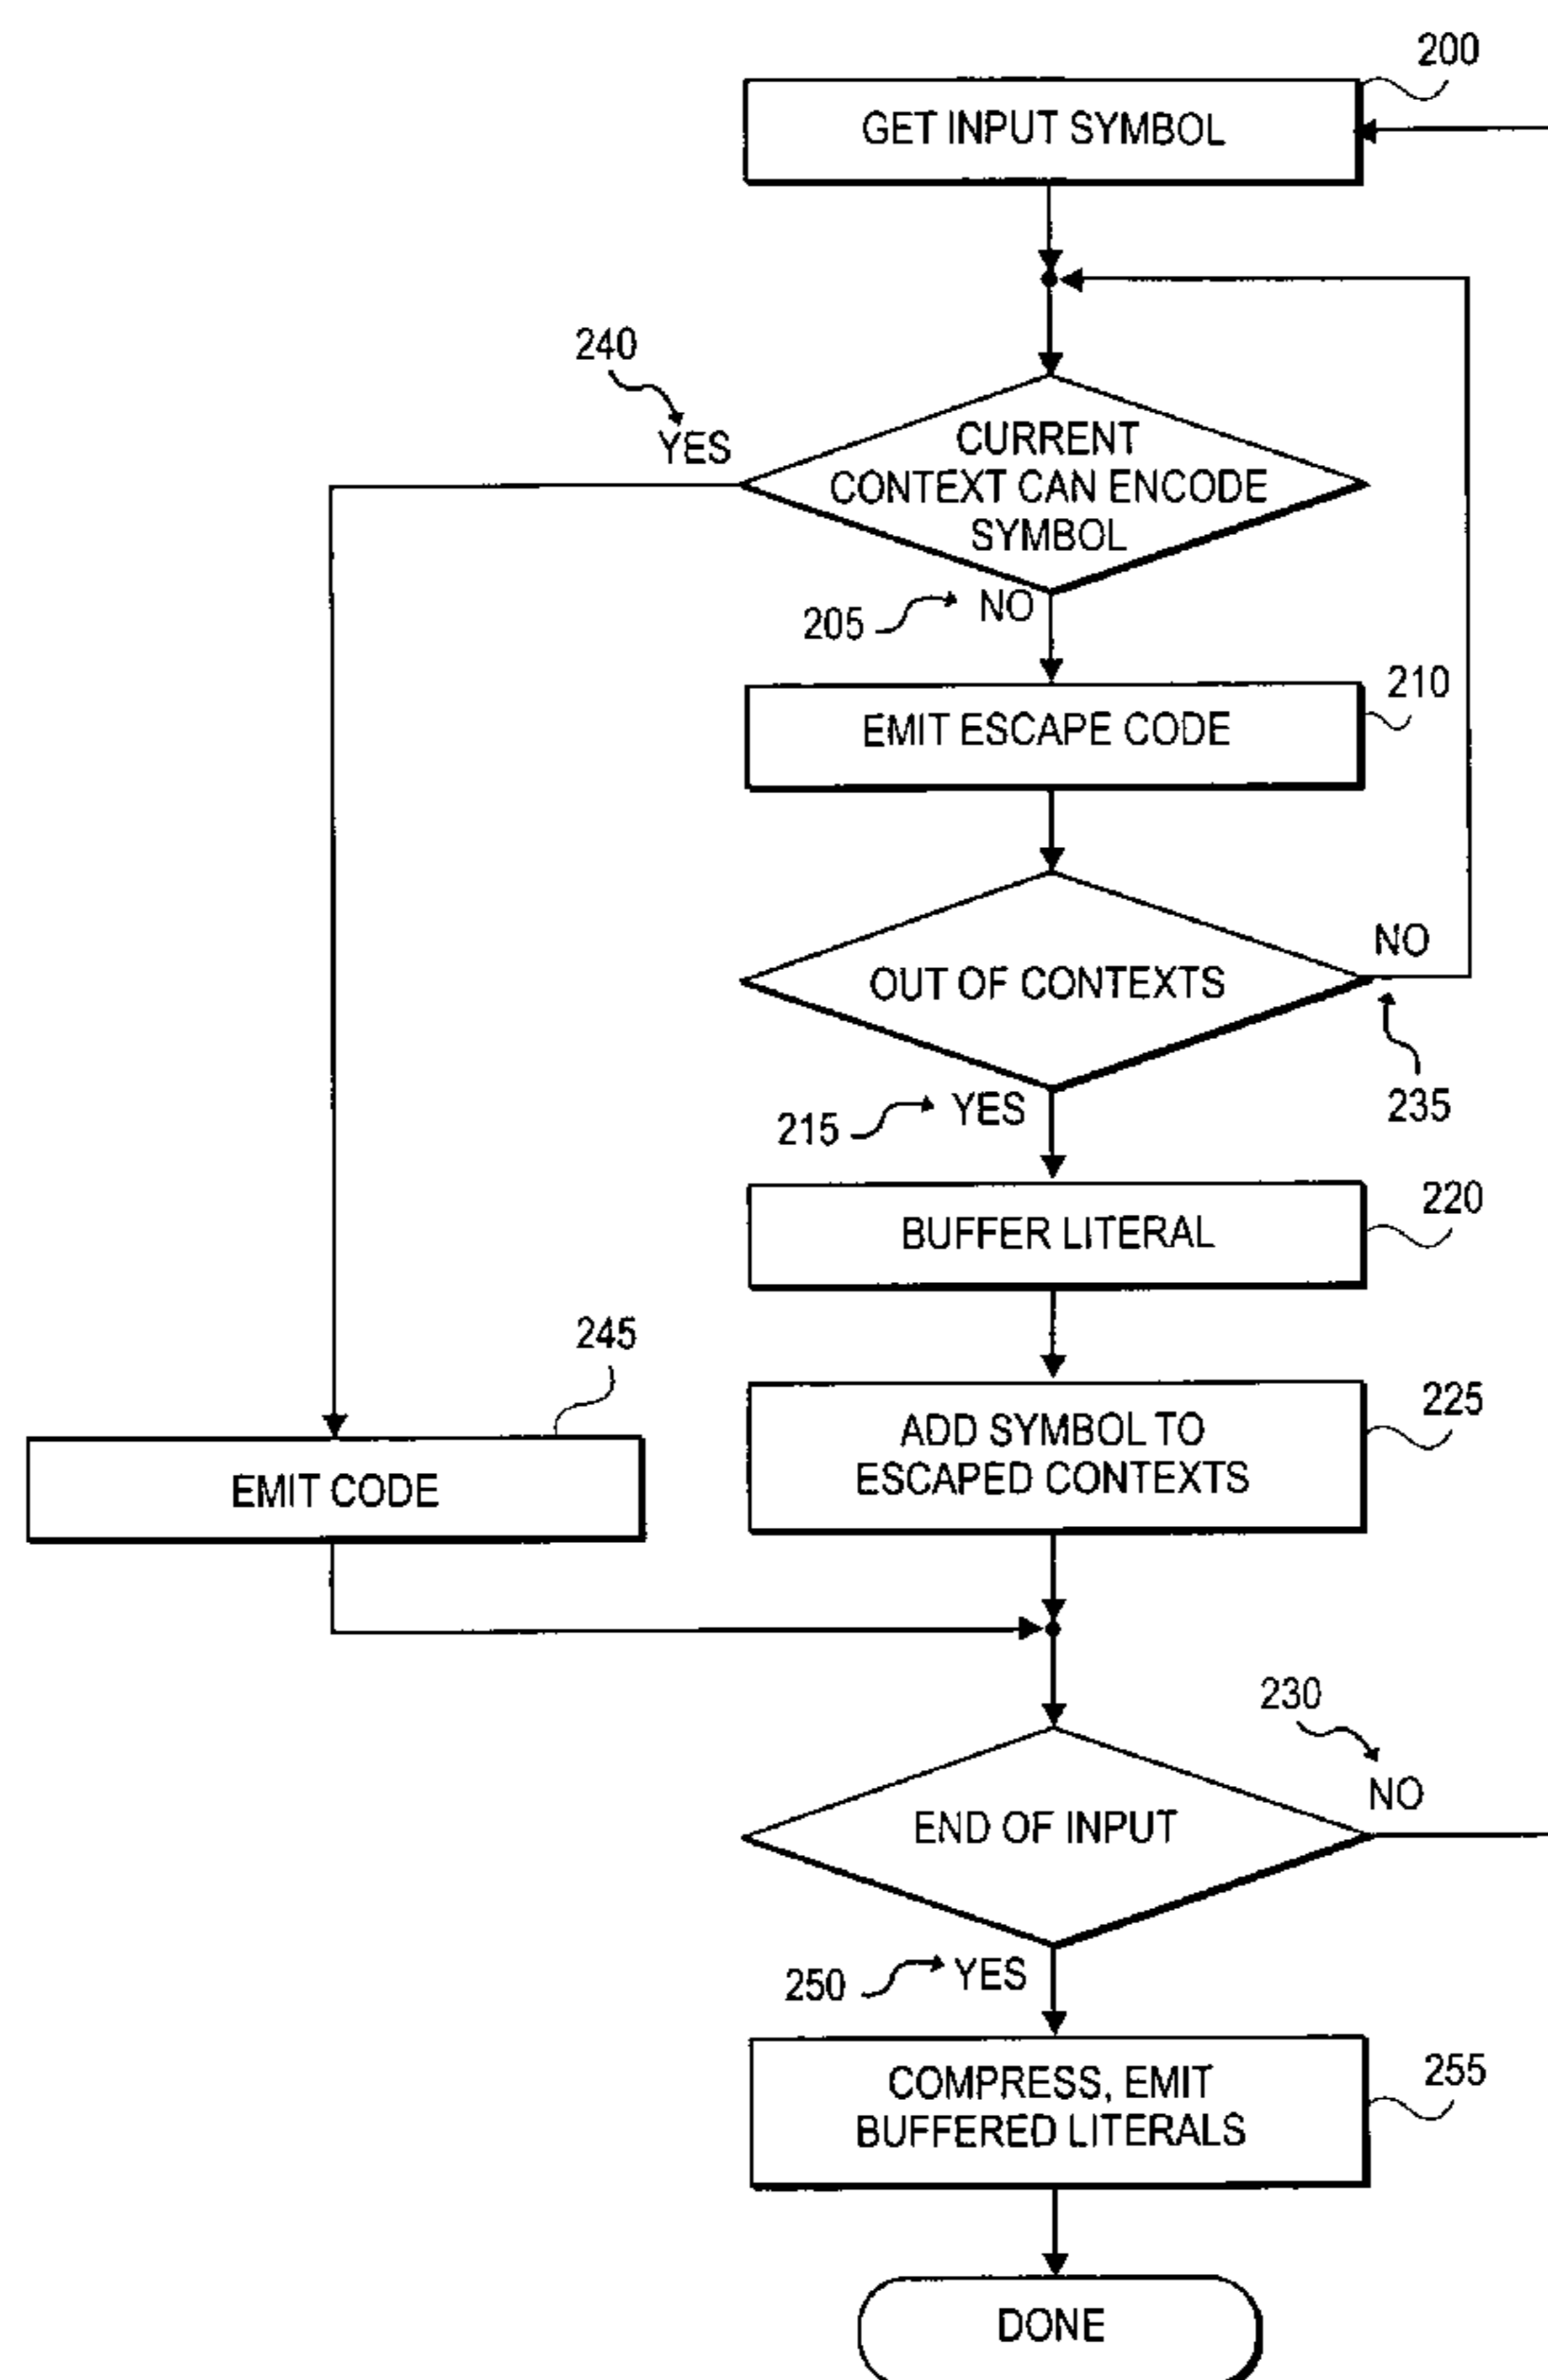 200
GET INPUT SYMBOL
240
YES
CURRENT
CONTEXT CAN ENCODE
SYMBOL
205
NO
210
EMIT ESCAPE CODE
NO
OUT OF CONTEXTS
235
215
YES
220
BUFFER LITERAL
245
225
ADD SYMBOL TO
ESCAPED CONTEXTS
EMIT CODE
230
NO
END OF INPUT
250
YES
255
COMPRESS, EMIT
BUFFERED LITERALS
DONE